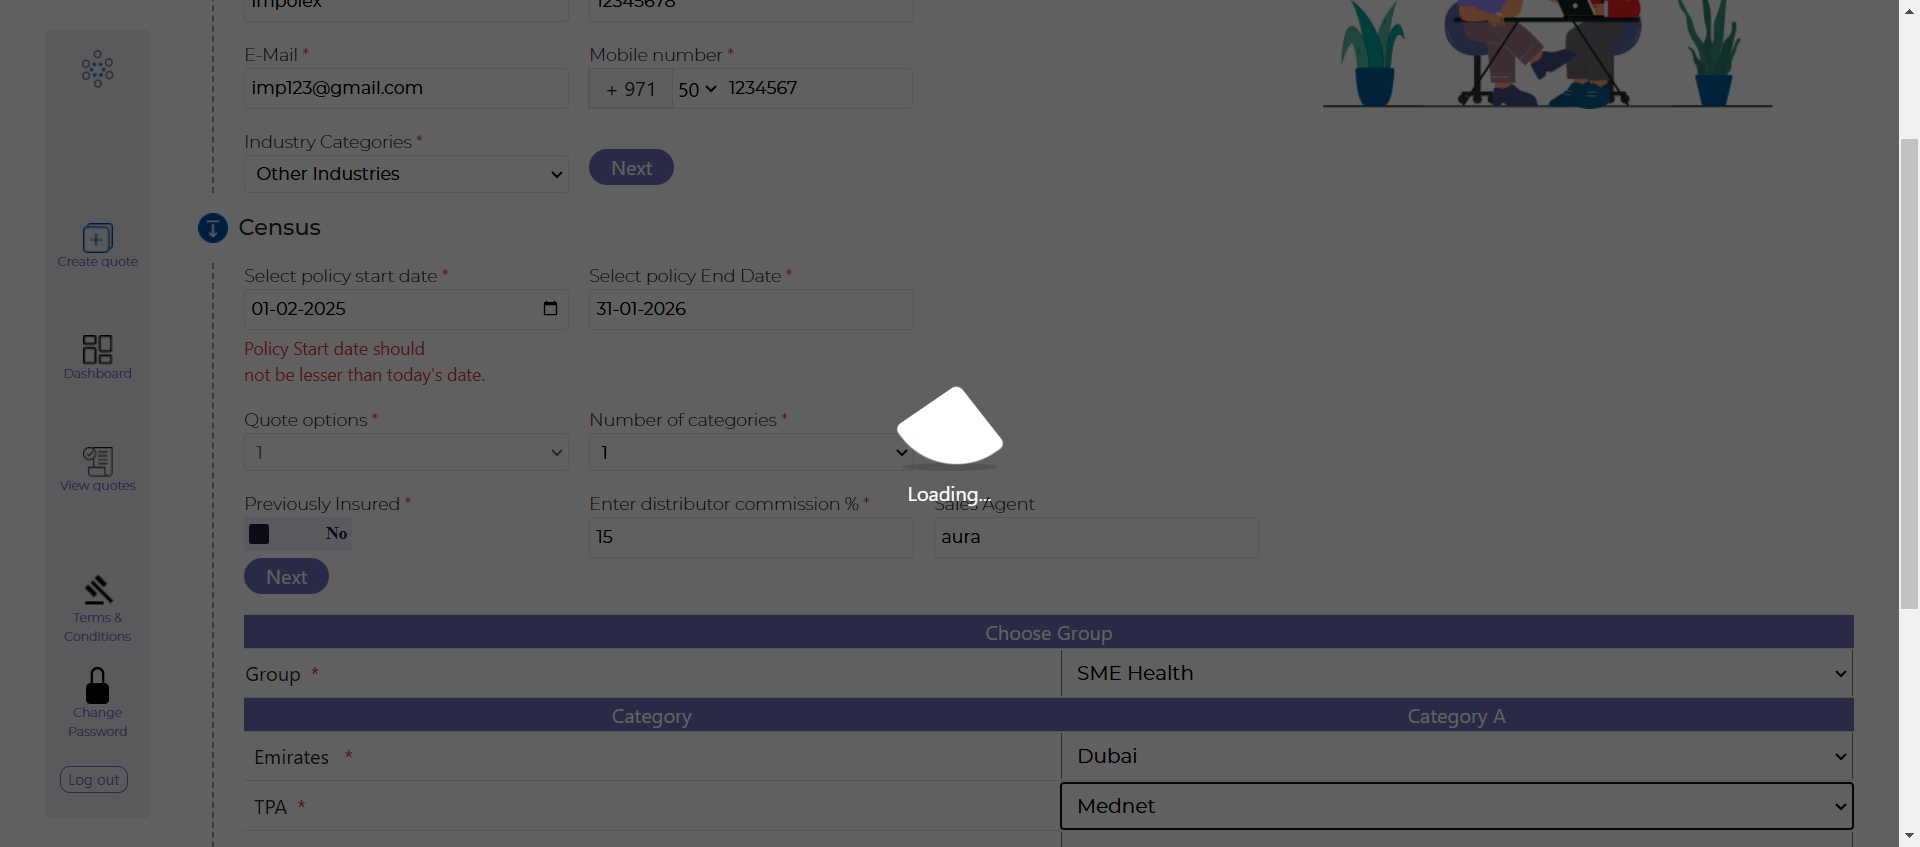 Impolex
12345678
E-Mail *
Mobile number *
imp123@gmail.com
+ 971
50
1234567
Industry Categories *
Other Industries
Next
Census
Create quote
Select policy start date *
Select policy End Date *
01-02-2025
31-01-2026
Policy Start date should
not be lesser than today's date.
Dashboard
Quote options *
Number of categories *
1
1
View quotes
Loading...
Previously Insured *
Enter distributor commission % *
Sales Agent
No
15
aura
Next
Terms &
Conditions
Choose Group
Group *
SME Health
Change
Password
Category
Category A
Emirates *
Dubai
Log out
TPA *
Mednet